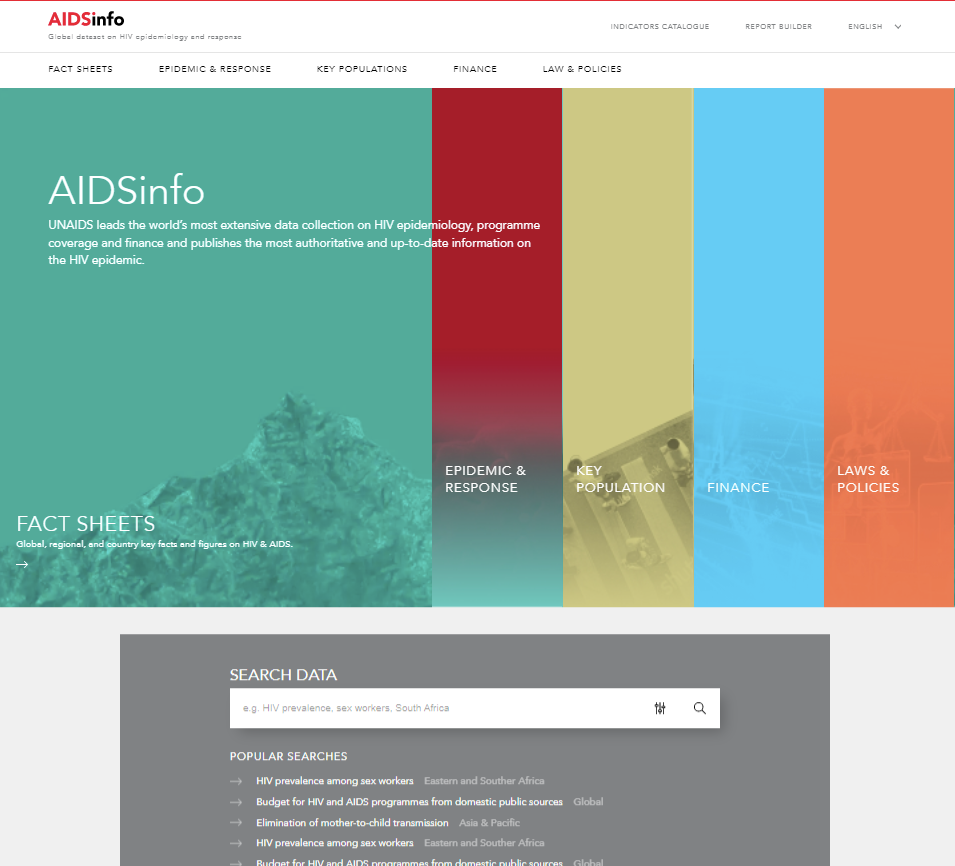 AIDSinfo
Global dataset on HIV epidemiology and response
INDICATORS CATALOGUE
REPORT BUILDER
ENGLISH
FACT SHEETS
EPIDEMIC & RESPONSE
KEY POPULATIONS
FINANCE
LAW & POLICIES
AIDSinfo
UNAIDS leads the world's most extensive data collection on HIV epidemiology, programme
coverage and finance and publishes the most authoritative and up-to-date information on
the HIV epidemic.
FACT SHEETS
Global, regional, and country key facts and figures on HIV & AIDS.
EPIDEMIC &
RESPONSE
KEY
POPULATION
FINANCE
LAWS &
POLICIES
SEARCH DATA
e.g. HIV prevalence, sex workers, South Africa
POPULAR SEARCHES
HIV prevalence among sex workers Eastern and Souther Africa
Budget for HIV and AIDS programmes from domestic public sources Global
Elimination of mother-to-child transmission Asia & Pacific
HIV prevalence among sex workers Eastern and Souther Africa
Budget for HIV and AIDS programmes from domestic public sources Global